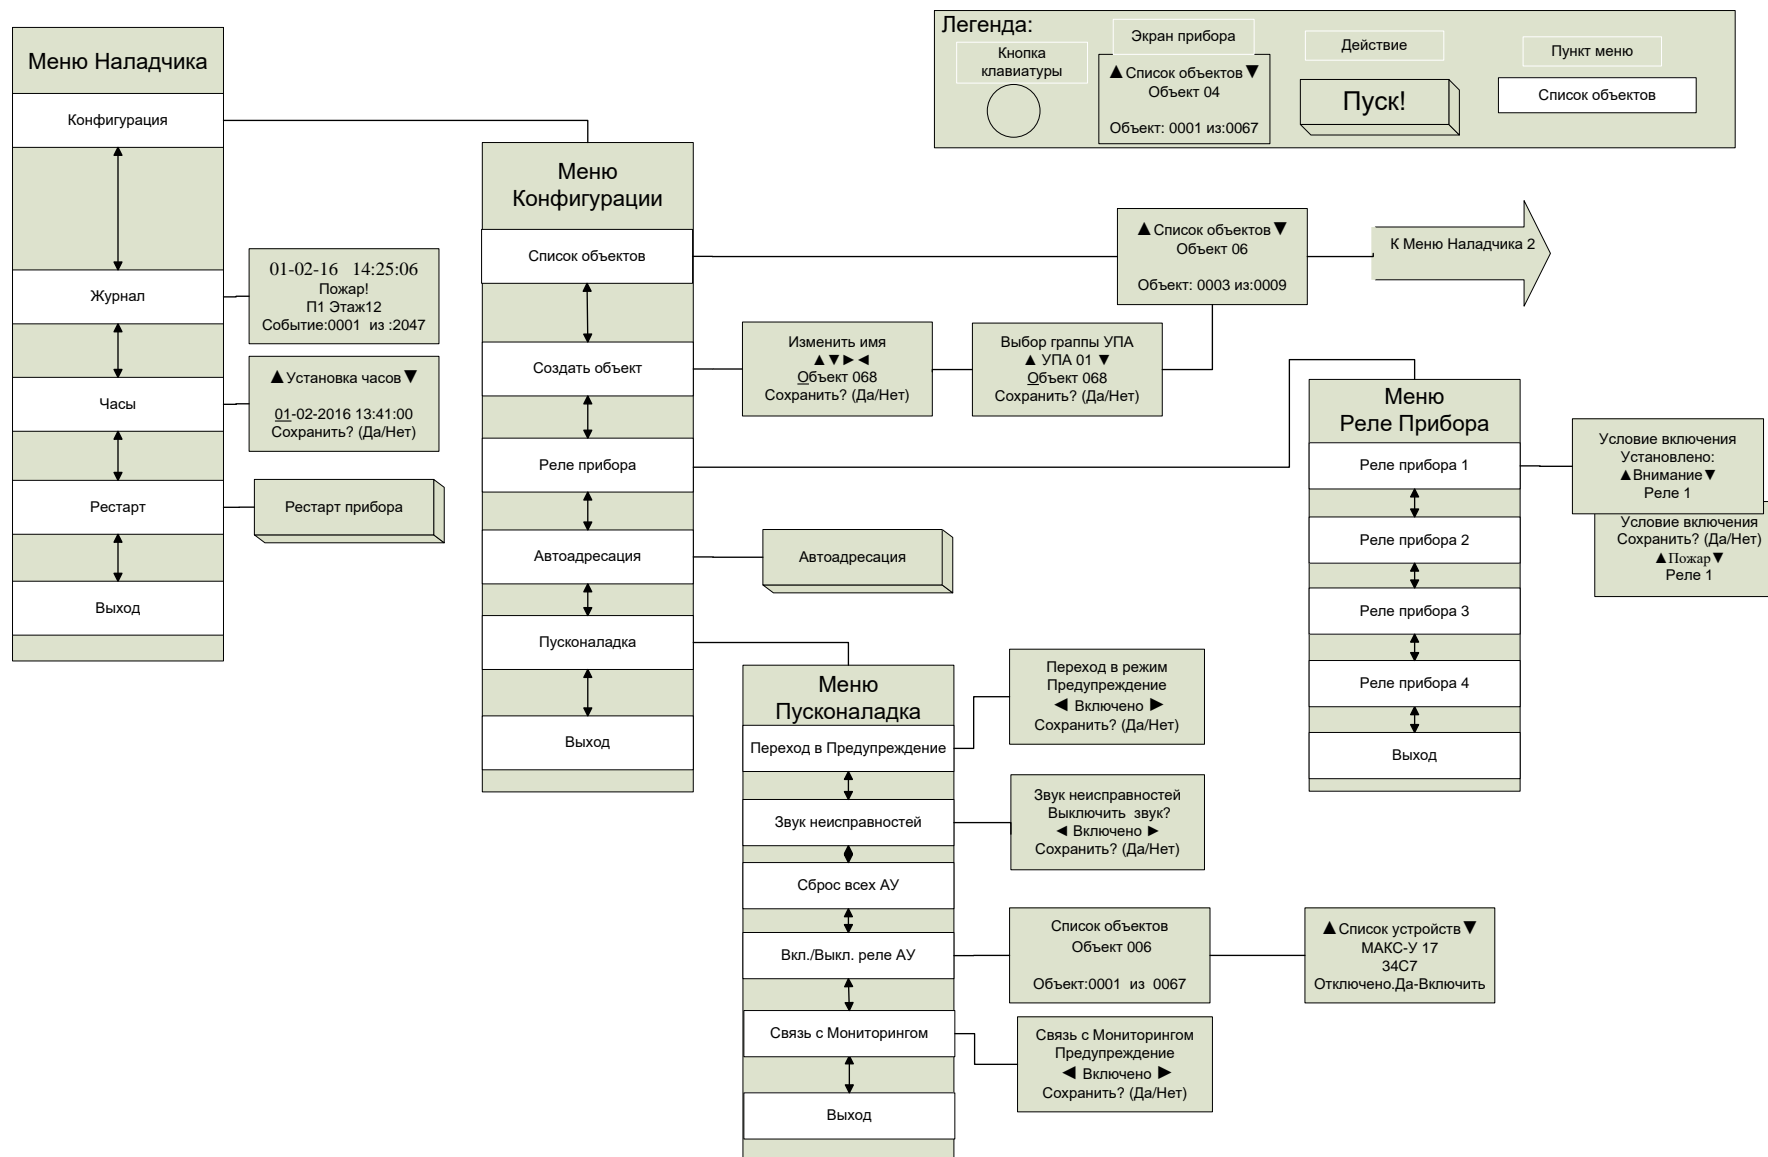 Меню Наладчика
Конфигурация
Журнал
Часы
Рестарт
Выход
01-02-16 14:25:06
Пожар!
П1 Этаж12
Событие:0001 из :2047
▲Установка часов▼
01-02-2016 13:41:00
Сохранить? (Да/Нет)
Рестарт прибора
Легенда:
Кнопка
клавиатуры
Экран прибора
▲Список объектов▼
Объект 04
Объект: 0001 из:0067
Действие
Пуск!
Пункт меню
Список объектов
Меню
Конфигурации
Список объектов
Создать объект
Реле прибора
Автоадресация
Пусконаладка
Выход
▲Список объектов▼
Объект 06
Объект: 0003 из:0009
К Меню Наладчика 2
Изменить имя
▲▼►◄
Объект 068
Сохранить? (Да/Нет)
Выбор граппы УПА
▲ УПА 01 ▼
Объект 068
Сохранить? (Да/Нет)
Автоадресация
Меню
Реле Прибора
Реле прибора 1
Реле прибора 2
Реле прибора 3
Реле прибора 4
Выход
Условие включения
Установлено:
▲Внимание▼
Реле 1
Условие включения
Сохранить? (Да/Нет)
▲Пожар▼
Реле 1
Меню
Пусконаладка
Переход в Предупреждение
Звук неисправностей
Сброс всех АУ
Вкл./Выкл. реле АУ
Связь с Мониторингом
Выход
Переход в режим
Предупреждение
◄ Включено ►
Сохранить? (Да/Нет)
Звук неисправностей
Выключить звук?
◄ Включено ►
Сохранить? (Да/Нет)
Список объектов
Объект 006
Объект:0001 из 0067
▲Список устройств▼
МАКС-У 17
34С7
Отключено.Да-Включить
Связь с Мониторингом
Предупреждение
◄ Включено ►
Сохранить? (Да/Нет)